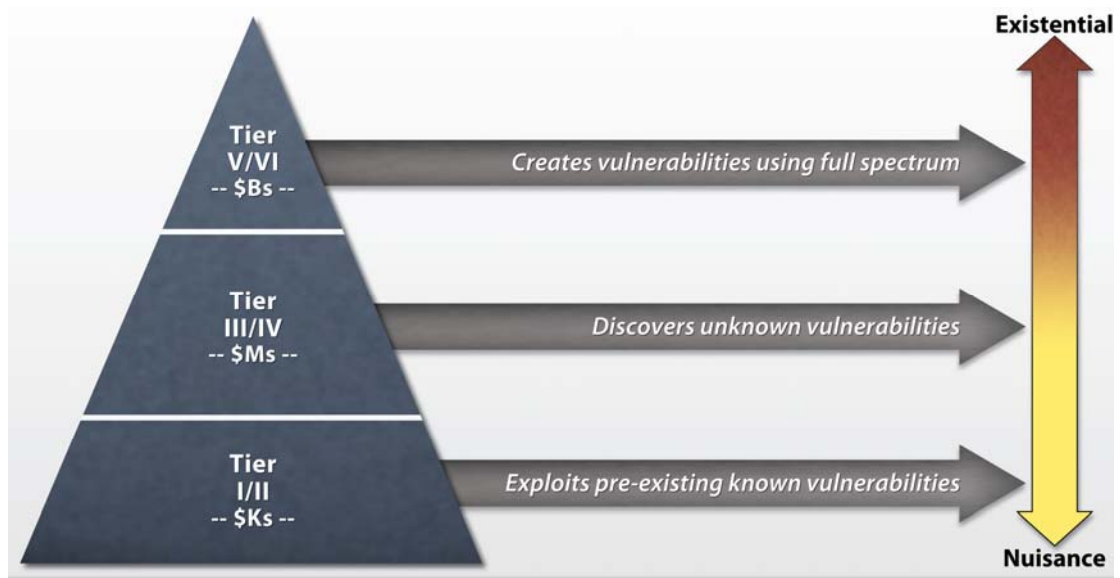 Existential
Tier
V/VI
-- $Bs --
Creates vulnerabilities using full spectrum
Tier
III/IV
-- $Ms --
Discovers unknown vulnerabilities
Tier
I/II
-- $Ks --
Exploits pre-existing known vulnerabilities
Nuisance